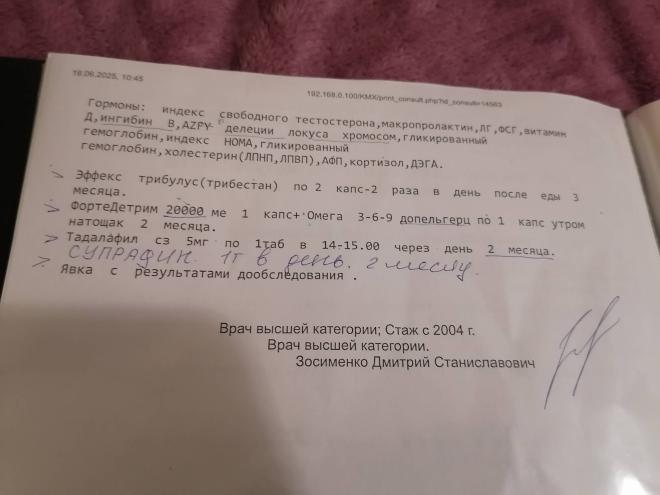 18.06.2025, 10:45
192.168.0.100/KMX/print_consult.php?id_consult=14563
Гормоны: индекс свободного тестостерона,макропролактин,ЛГ,ФСГ,витамин
Д,ингибин В,AZPY- делеции локуса хромосом,гликированный
гемоглобин,индекс НОМА,гликированный
гемоглобин,холестерин(ЛПНП,ЛПВП),АФП,кортизол,ДЭГА.
Эффекс трибулус(трибестан) по 2 капс-2 раза в день после еды 3
месяца.
ФортеДетрим 20000 ме 1 капс+ Омега 3-6-9 допельгерц по 1 капс утром
натощак 2 месяца.
Тадалафил сз 5мг по 1таб в 14-15.00 через день 2 месяца.
СУПРАДИН. 1т в день. 2 месяц.
Явка с результатами дообследования .
Врач высшей категории; Стаж с 2004 г.
Врач высшей категории.
Зосименко Дмитрий Станиславович